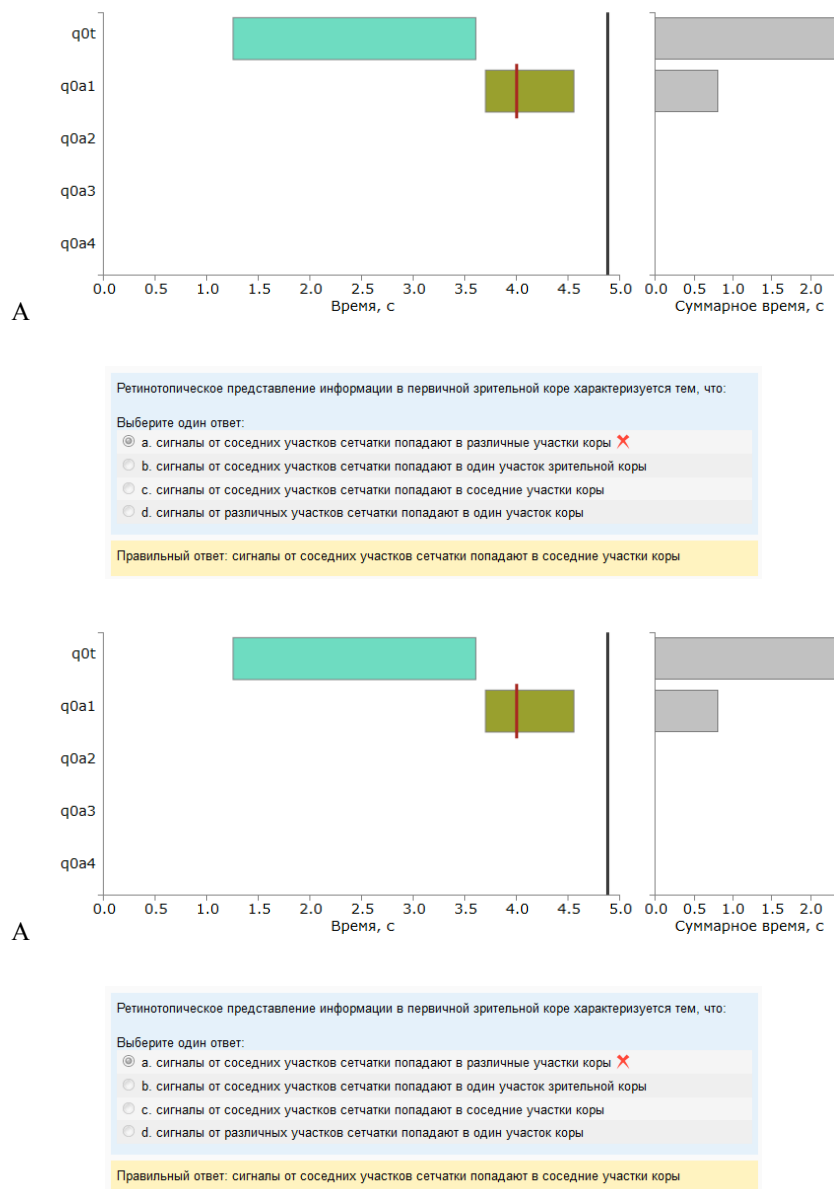 q0t
q0a1
q0a2
q0a3
q0a4
0.0 0.5 1.0 1.5 2.0 2.5 3.0 3.5 4.0 4.5 5.0 0.0 0.5 1.0 1.5 2.0
Время, с Суммарное время, с
А
Ретинотопическое представление информации в первичной зрительной коре характеризуется тем, что:
Выберите один ответ:
a. сигналы от соседних участков сетчатки попадают в различные участки коры
b. сигналы от соседних участков сетчатки попадают в один участок зрительной коры
c. сигналы от соседних участков сетчатки попадают в соседние участки коры
d. сигналы от различных участков сетчатки попадают в один участок коры
Правильный ответ: сигналы от соседних участков сетчатки попадают в соседние участки коры
q0t
q0a1
q0a2
q0a3
q0a4
0.0 0.5 1.0 1.5 2.0 2.5 3.0 3.5 4.0 4.5 5.0 0.0 0.5 1.0 1.5 2.0
Время, с Суммарное время, с
А
Ретинотопическое представление информации в первичной зрительной коре характеризуется тем, что:
Выберите один ответ:
a. сигналы от соседних участков сетчатки попадают в различные участки коры
b. сигналы от соседних участков сетчатки попадают в один участок зрительной коры
c. сигналы от соседних участков сетчатки попадают в соседние участки коры
d. сигналы от различных участков сетчатки попадают в один участок коры
Правильный ответ: сигналы от соседних участков сетчатки попадают в соседние участки коры